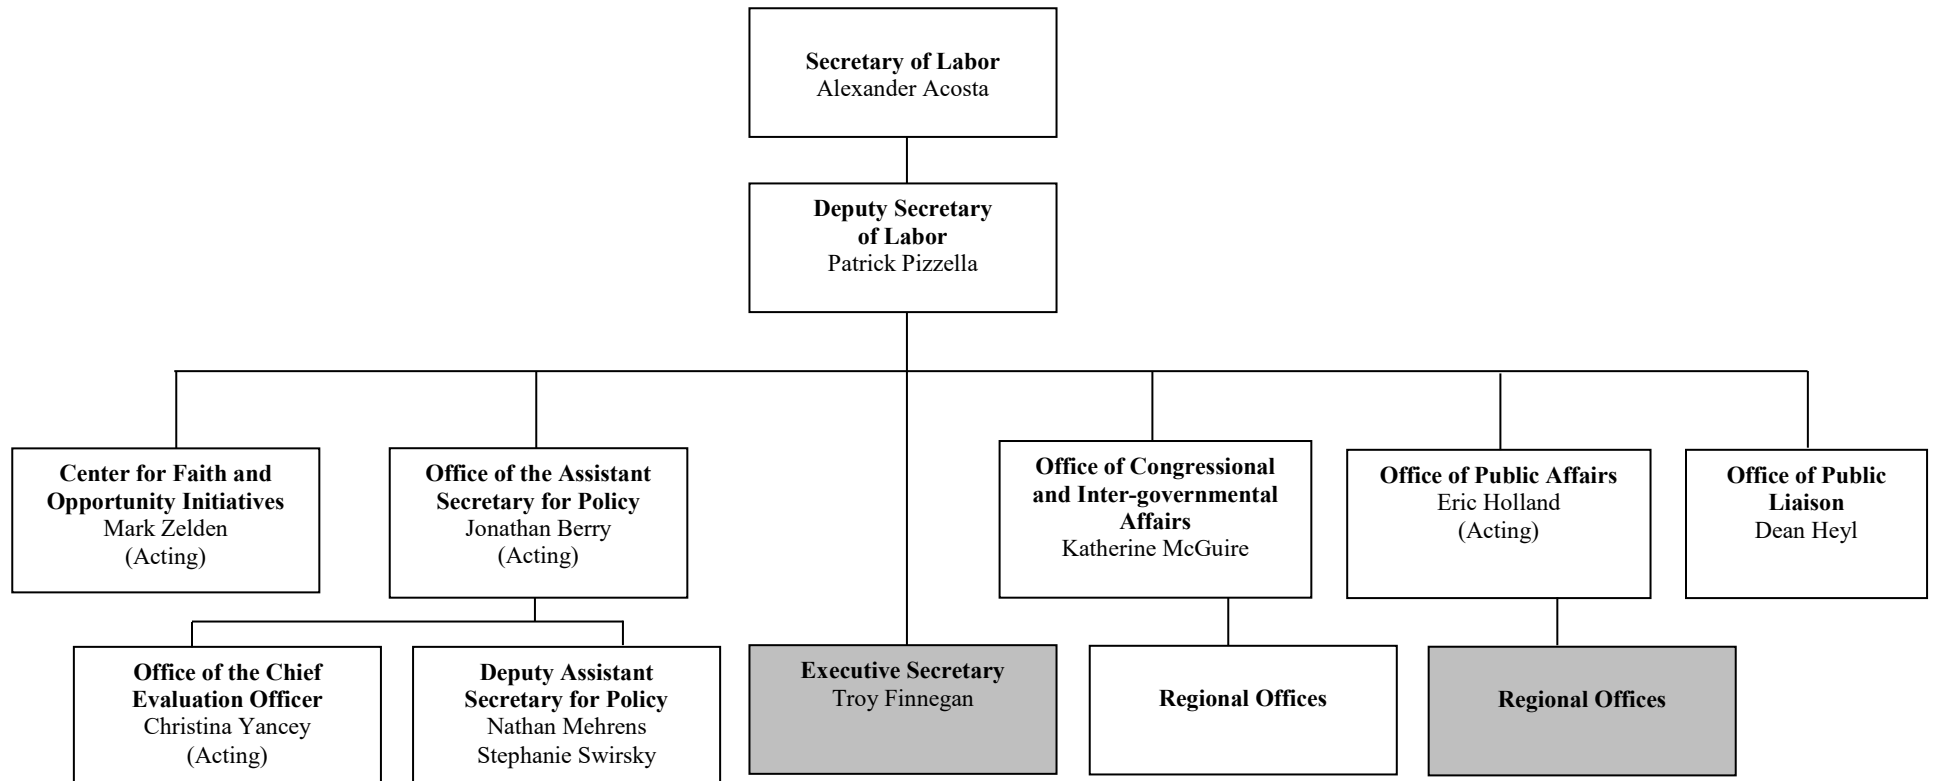 Secretary of Labor
Alexander Acosta
Deputy Secretary
of Labor
Patrick Pizzella
Center for Faith and
Opportunity Initiatives
Mark Zelden
(Acting)
Office of the Assistant
Secretary for Policy
Jonathan Berry
(Acting)
Office of Congressional
and Inter-governmental
Affairs
Katherine McGuire
Office of Public Affairs
Eric Holland
(Acting)
Office of Public
Liaison
Dean Heyl
Office of the Chief
Evaluation Officer
Christina Yancey
(Acting)
Deputy Assistant
Secretary for Policy
Nathan Mehrens
Stephanie Swirsky
Executive Secretary
Troy Finnegan
Regional Offices
Regional Offices